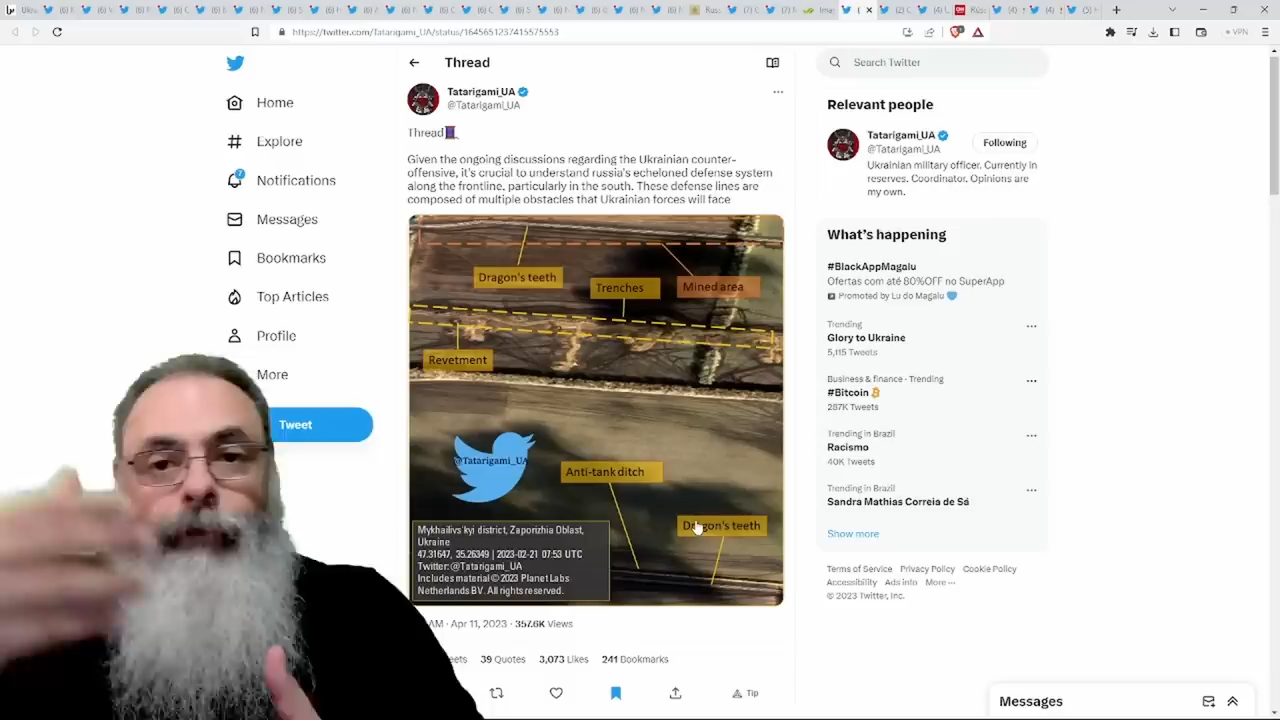 https://twitter.com/Tatarigami_UA/status/1645651237415575553
VPN
Home
Explore
7
Notifications
Messages
Bookmarks
Top Articles
Profile
More
Tweet
Thread
Tatarigami_UA
@Tatarigami_UA
Thread
Given the ongoing discussions regarding the Ukrainian counter-
offensive, it's crucial to understand russia's echeloned defense system
along the frontline, particularly in the south. These defense lines are
composed of multiple obstacles that Ukrainian forces will face
Dragon's teeth
Trenches
Mined area
Revetment
@Tatarigami_UA
Anti-tank ditch
Dragon's teeth
Mykhailivs'kyi district, Zaporizhia Oblast,
Ukraine
47.31647, 35.26349 | 2023-02-21 07:53 UTC
Twitter:@Tatarigami_UA
Includes material © 2023 Planet Labs
Netherlands BV. All rights reserved.
AM · Apr 11, 2023 · 357.6K Views
39 Quotes 3,073 Likes 241 Bookmarks
Tip
Search Twitter
Relevant people
Tatarigami_UA
@Tatarigami_UA
Following
Ukrainian military officer. Currently in
reserves. Coordinator. Opinions are
my own.
What's happening
#BlackAppMagalu
Ofertas com até 80%OFF no SuperApp
Promoted by Lu do Magalu
Trending
Glory to Ukraine
5,115 Tweets
Business & finance · Trending
#Bitcoin
287K Tweets
Trending in Brazil
Racismo
40K Tweets
Trending in Brazil
Sandra Mathias Correia de Sá
Show more
Terms of Service Privacy Policy Cookie Policy
Accessibility Ads info More ···
© 2023 Twitter, Inc.
Messages